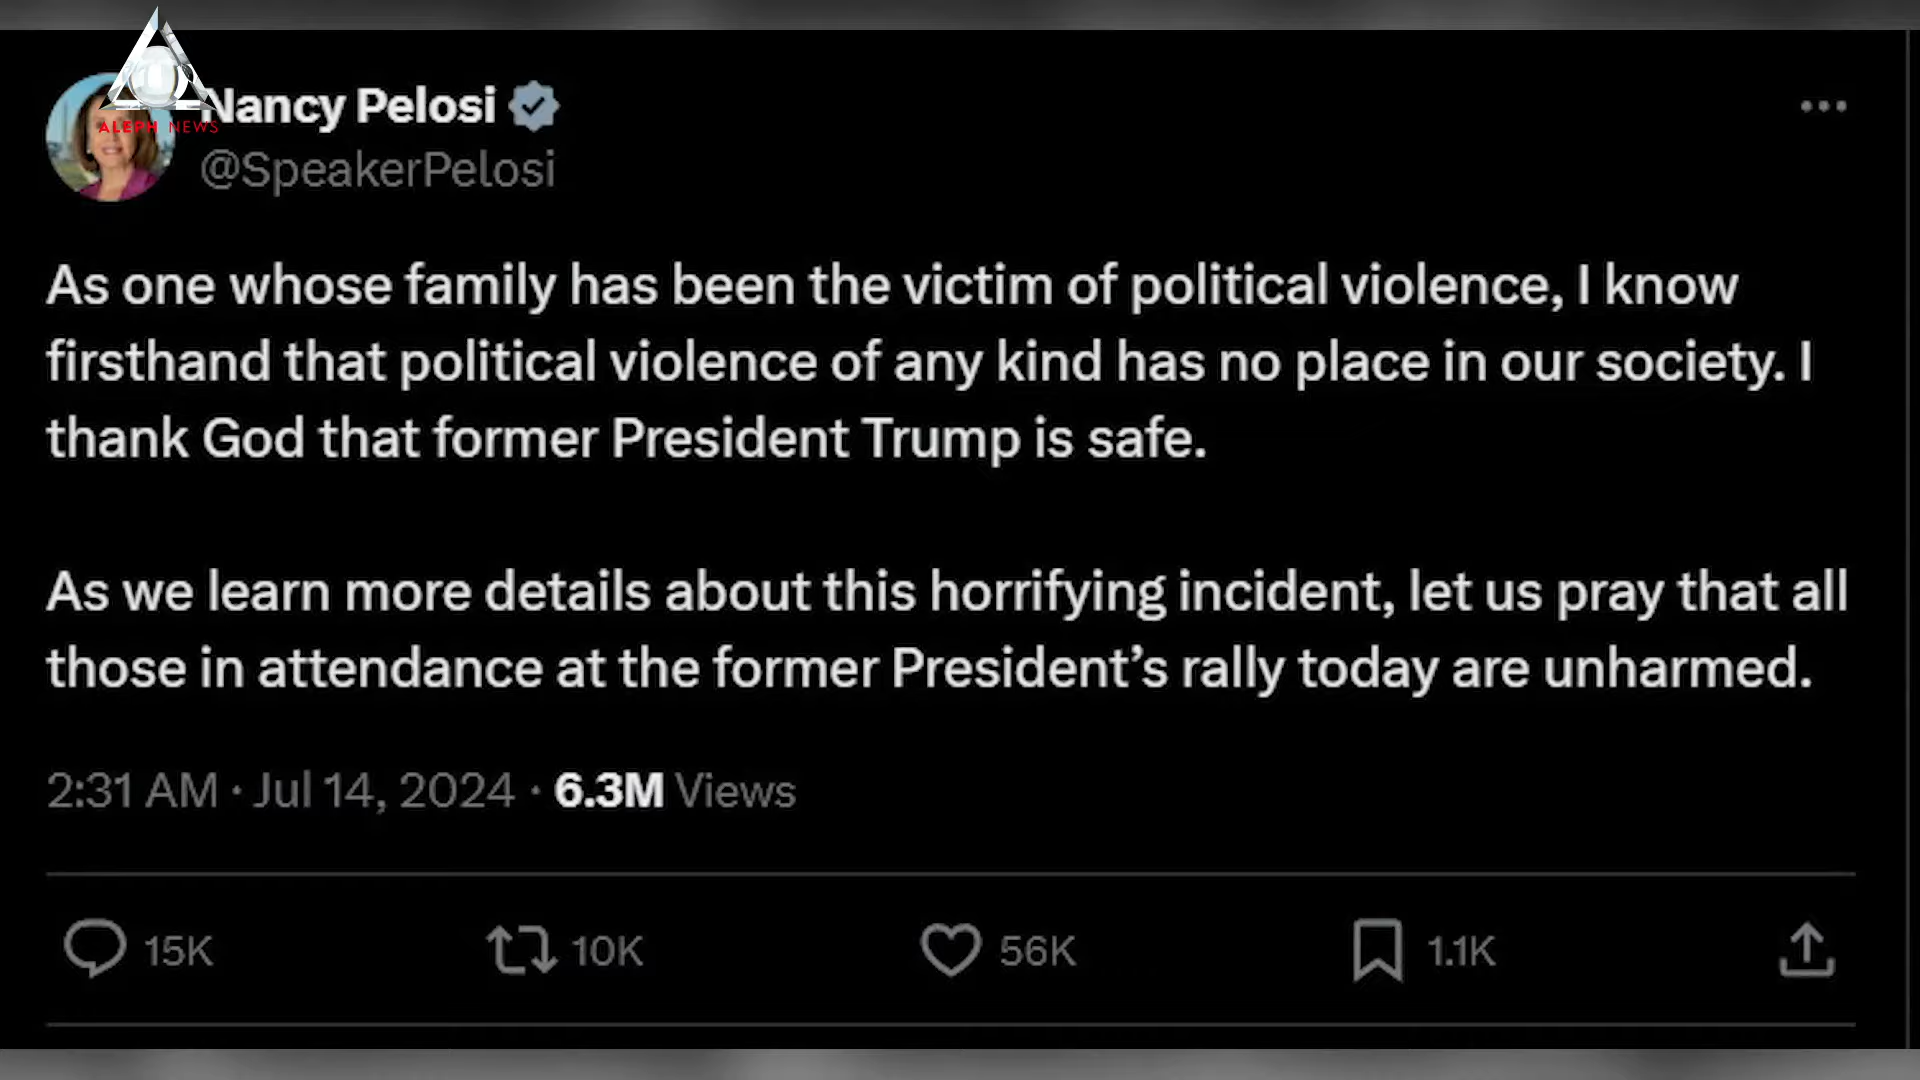 ALEPH NEWS
Nancy Pelosi
@SpeakerPelosi
As one whose family has been the victim of political violence, I know
firsthand that political violence of any kind has no place in our society. I
thank God that former President Trump is safe.
As we learn more details about this horrifying incident, let us pray that all
those in attendance at the former President’s rally today are unharmed.
2:31 AM · Jul 14, 2024 · 6.3M Views
15K 10K 56K 1.1K